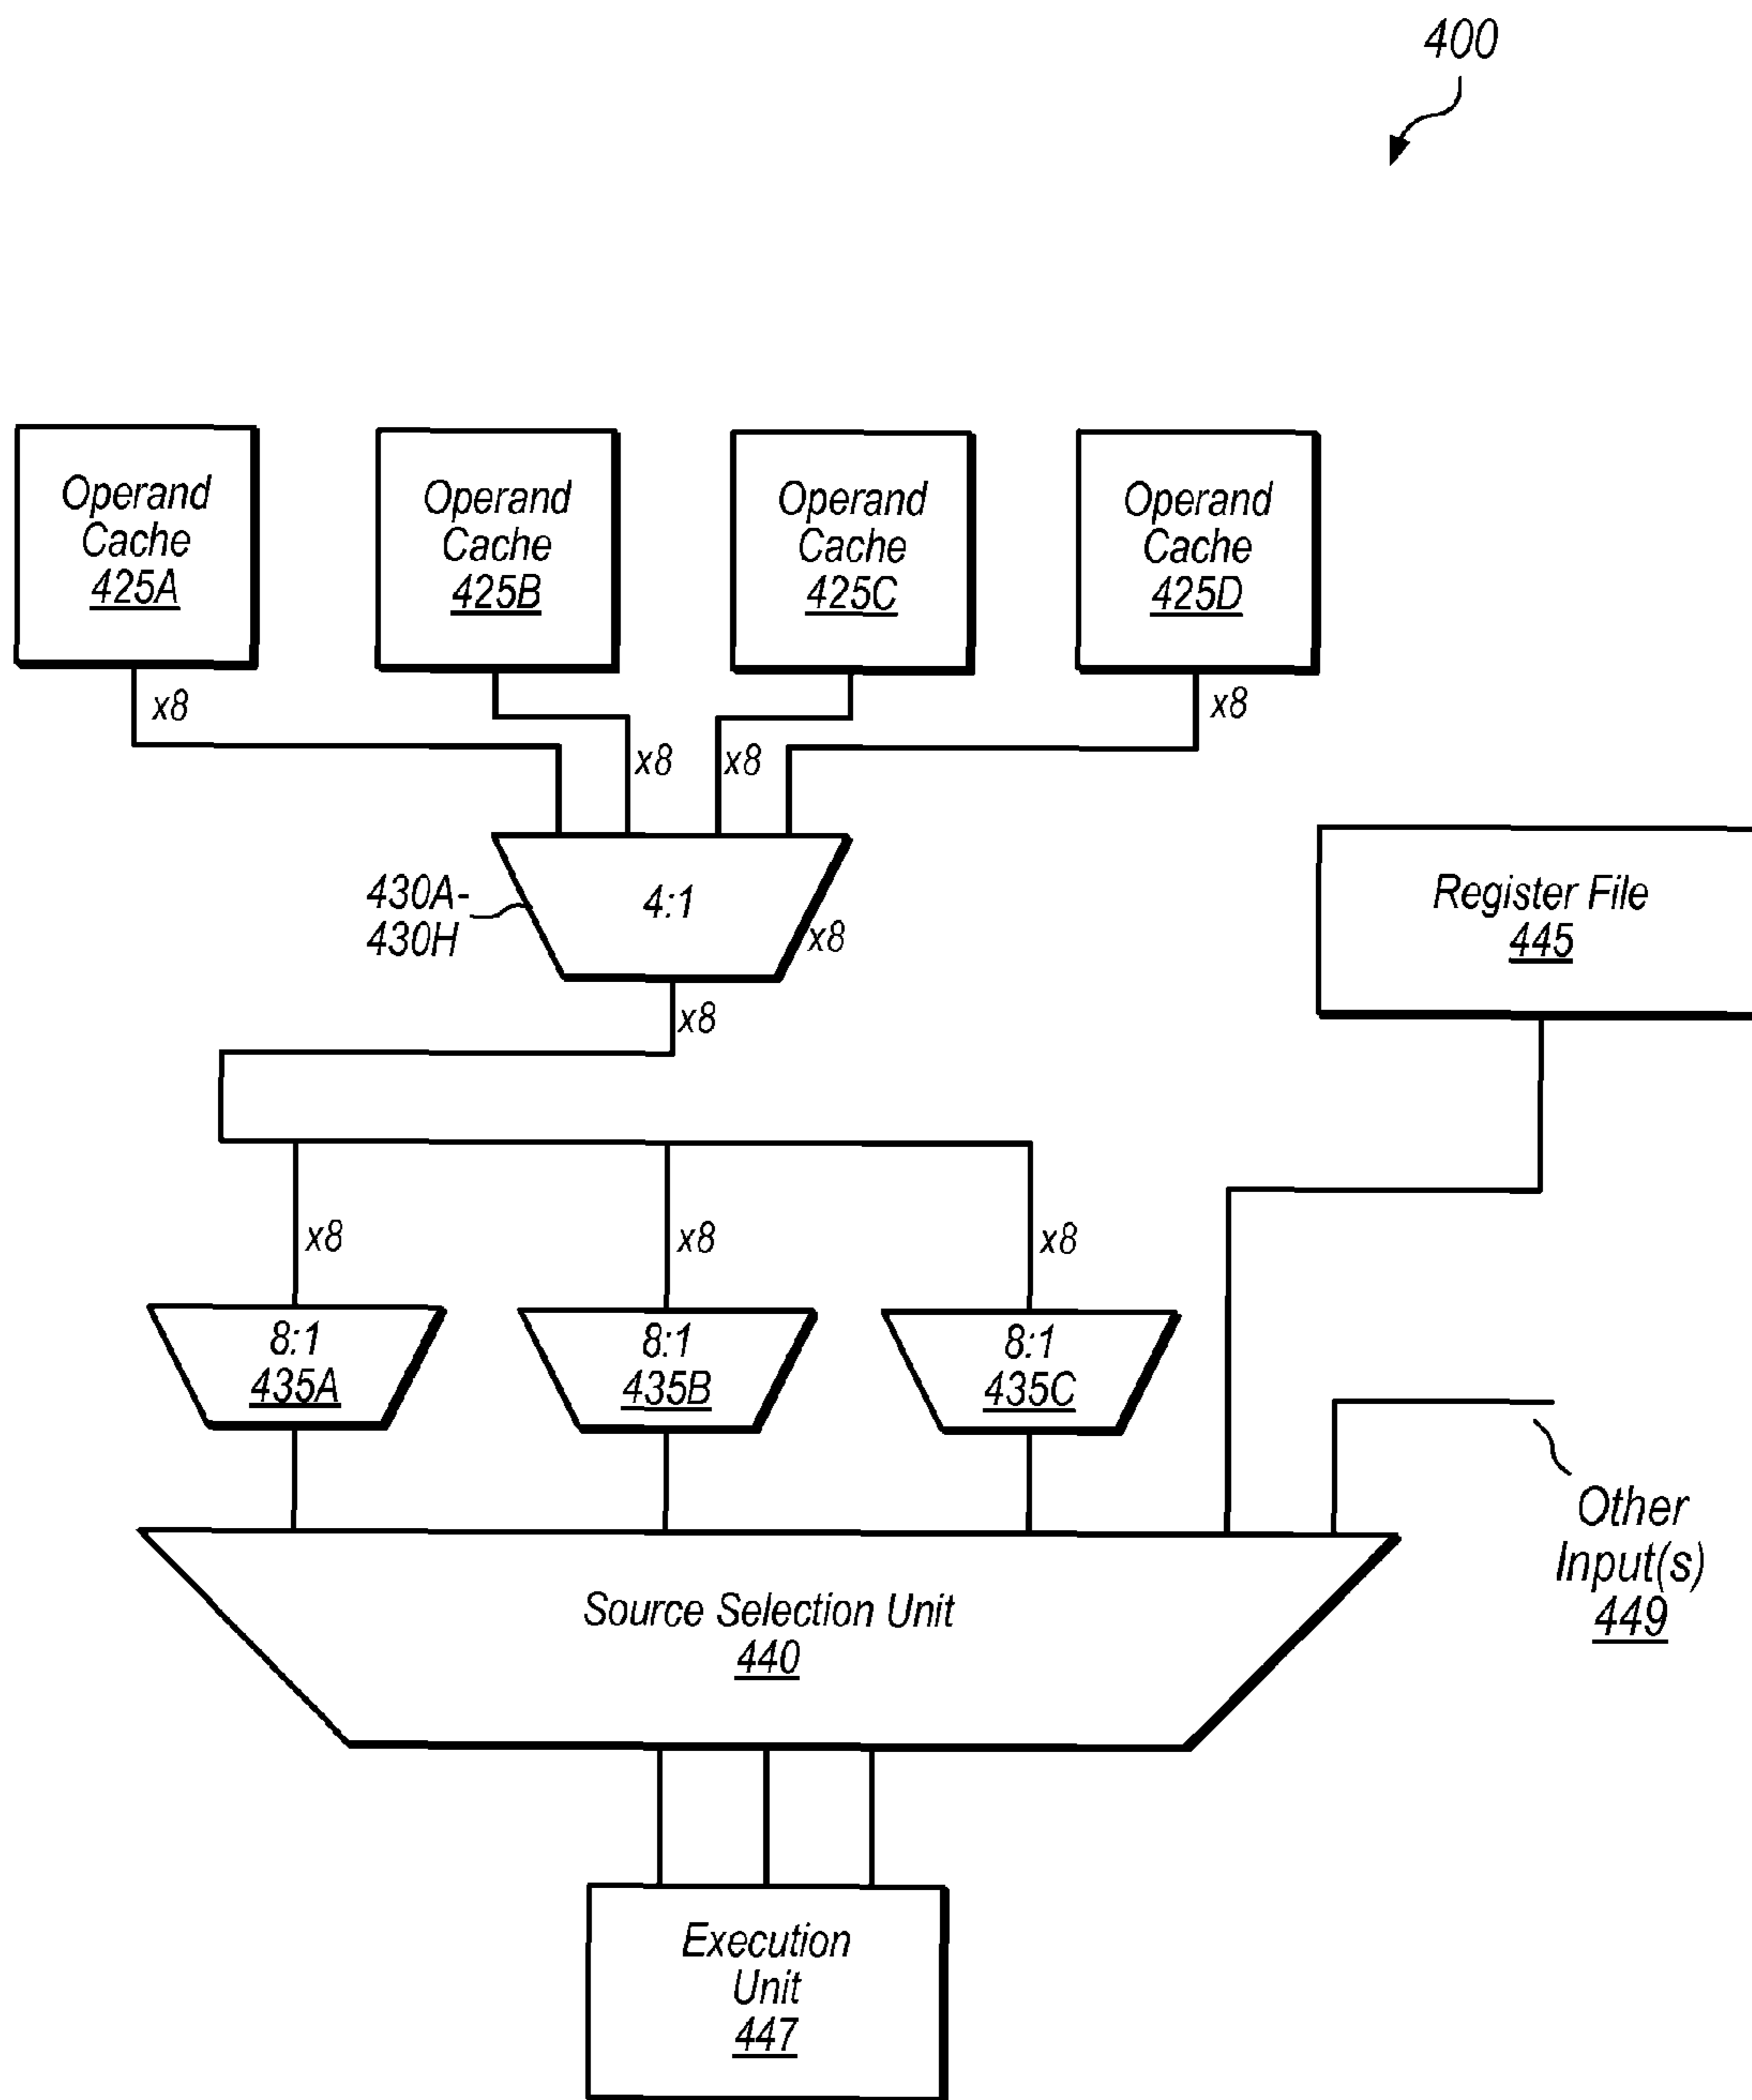 400
Operand
Cache
425A
Operand
Cache
425B
Operand
Cache
425C
Operand
Cache
425D
x8
x8
x8
x8
430A-
430H
4:1
x8
x8
Register File
445
x8
x8
x8
8:1
435A
8:1
435B
8:1
435C
Other
Input(s)
449
Source Selection Unit
440
Execution
Unit
447